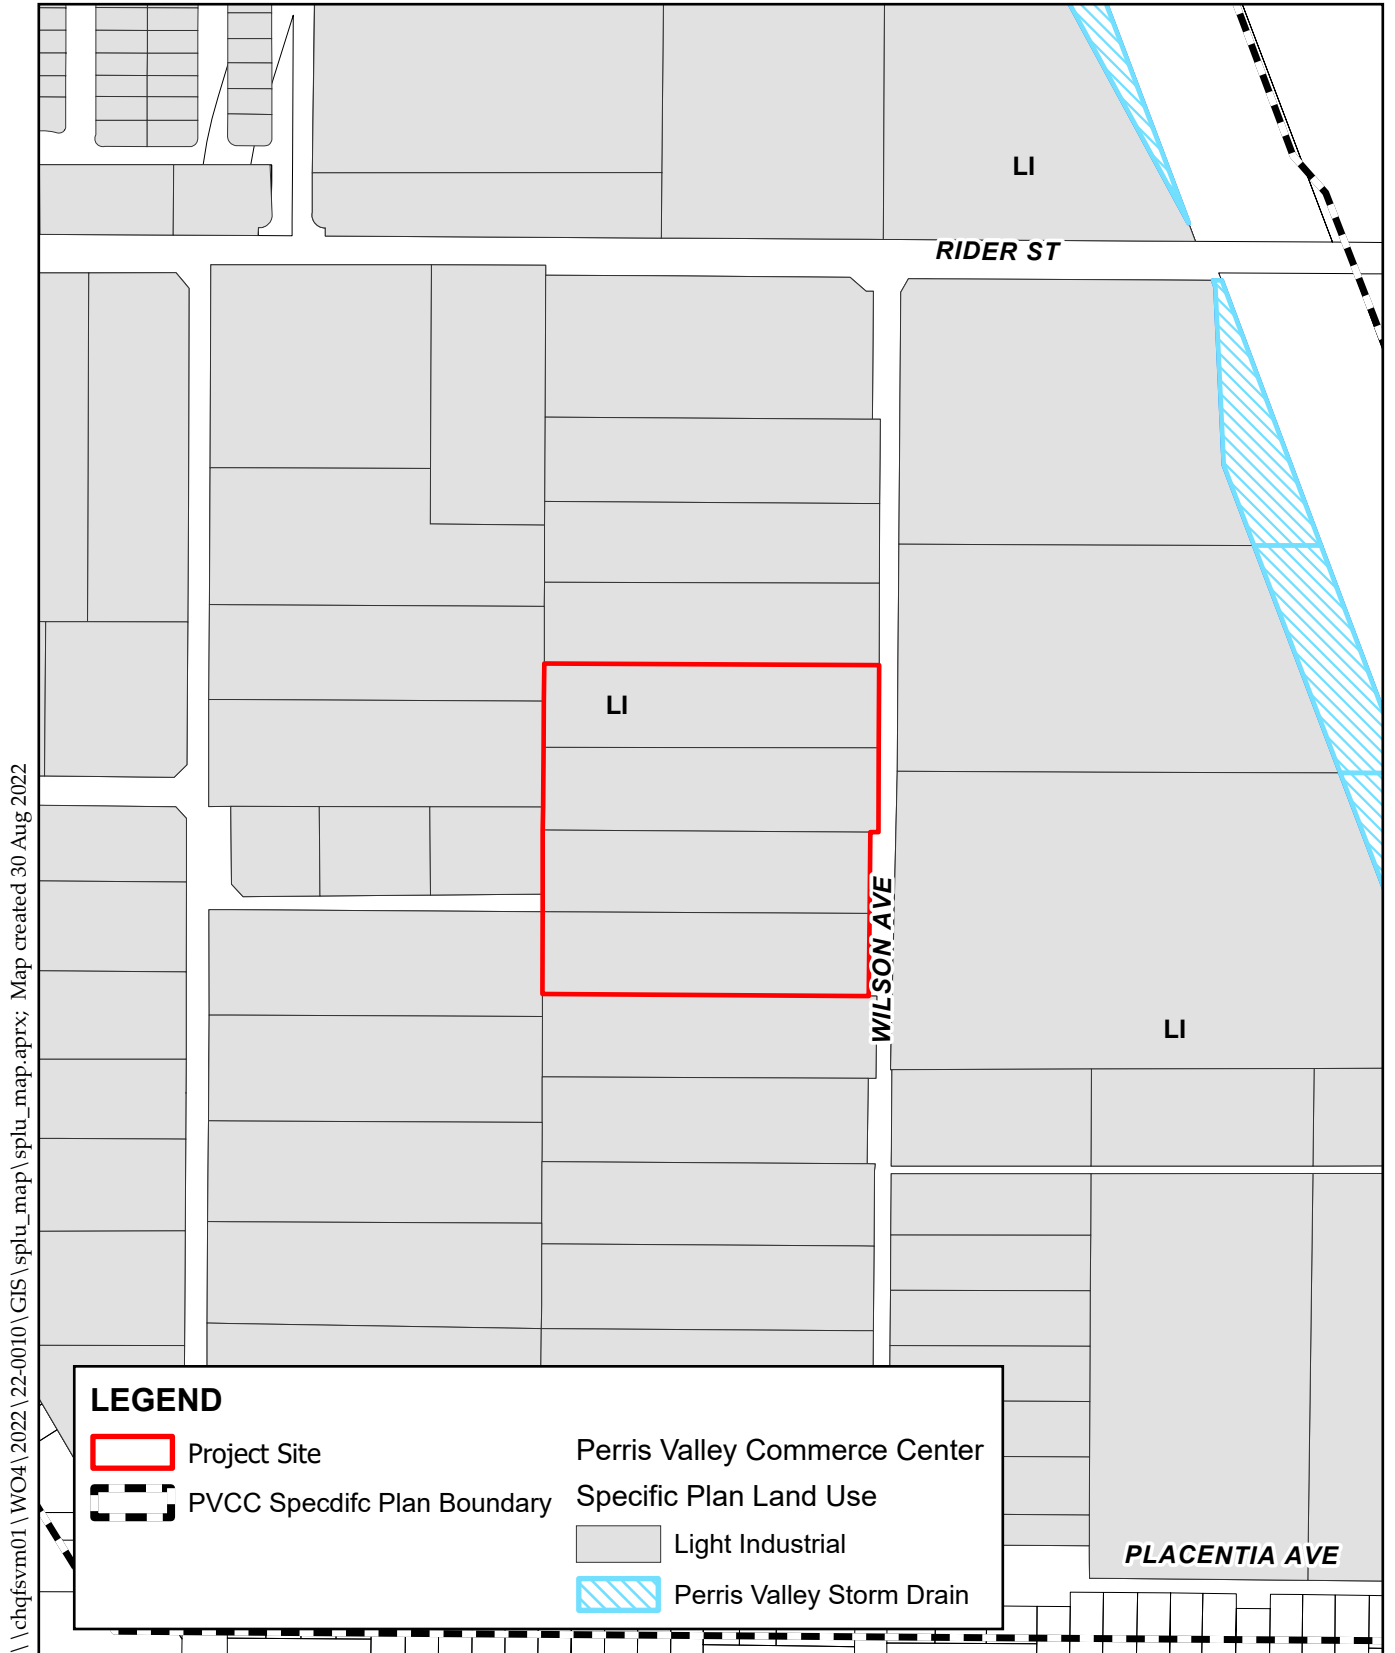 LI
RIDER ST
LI
WILSON AVE
LI
PLACENTIA AVE
\\chqfsvm01\WO4\2022\22-0010\GIS\splu_map\splu_map.aprx; Map created 30 Aug 2022
LEGEND
Project Site
PVCC Specdifc Plan Boundary
Perris Valley Commerce Center
Specific Plan Land Use
Light Industrial
Perris Valley Storm Drain